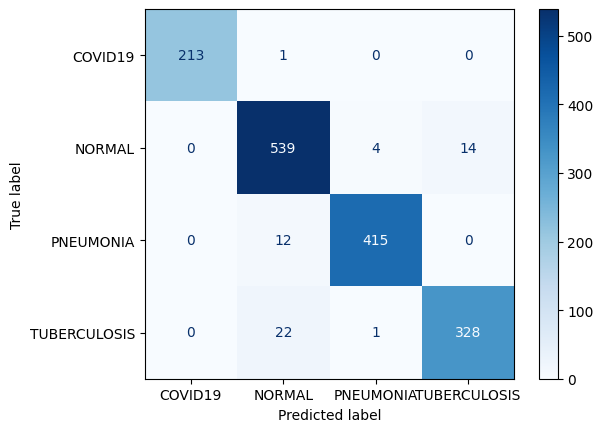 COVID19 213 1 0 0
NORMAL 0 539 4 14
PNEUMONIA 0 12 415 0
TUBERCULOSIS 0 22 1 328
COVID19 NORMAL PNEUMONIA TUBERCULOSIS
Predicted label
True label
500
400
300
200
100
0